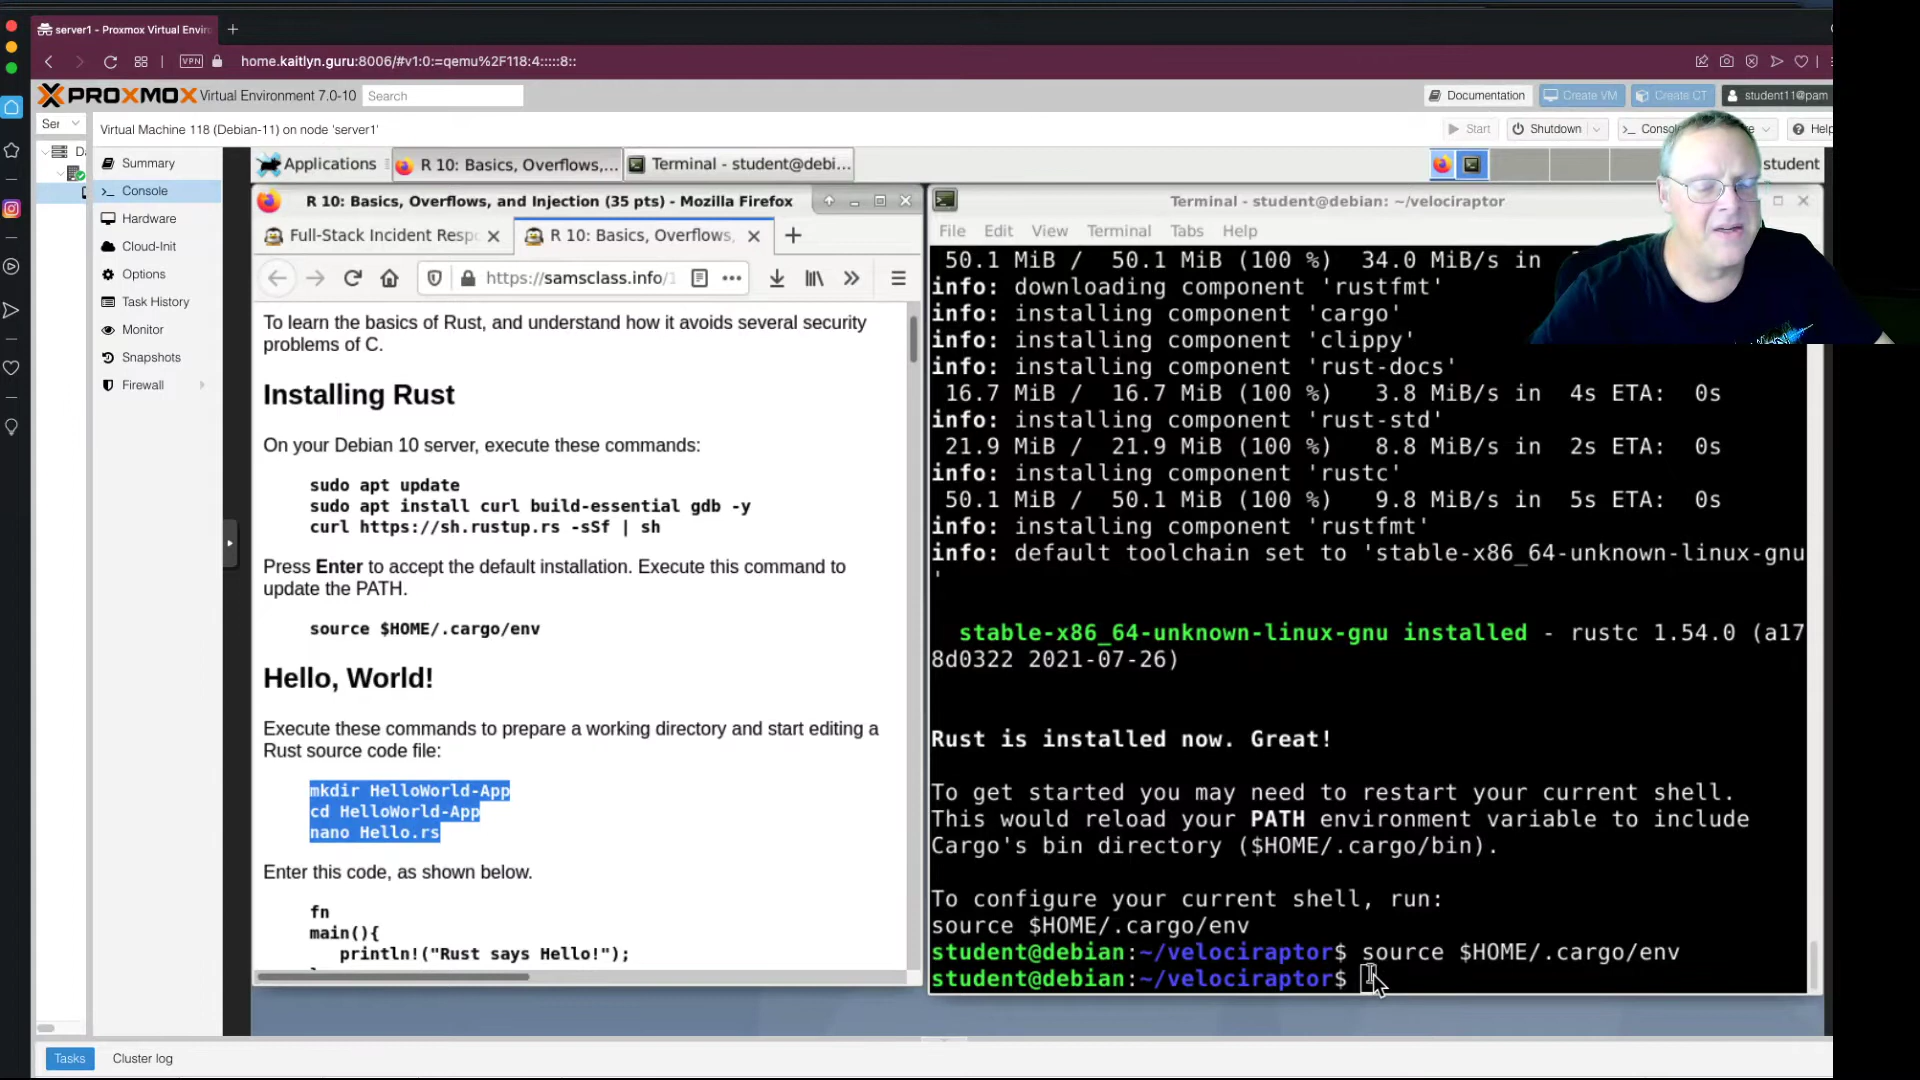 server1 - Proxmox Virtual Envir
VPN
home.kaitlyn.guru:8006/#v1:0:=qemu%2F118:4:::::8::
PROXMOX Virtual Environment 7.0-10
Search
Documentation
Create VM
Create CT
student11@pam
Ser
Virtual Machine 118 (Debian-11) on node 'server1'
Start
Shutdown
Help
Summary
Console
Hardware
Cloud-Init
Options
Task History
Monitor
Snapshots
Firewall
Applications
R 10: Basics, Overflows,...
Terminal - student@debi...
student
R 10: Basics, Overflows, and Injection (35 pts) - Mozilla Firefox
Full-Stack Incident Resp
R 10: Basics, Overflows,
https://samsclass.info/1
To learn the basics of Rust, and understand how it avoids several security
problems of C.
Installing Rust
On your Debian 10 server, execute these commands:
sudo apt update
sudo apt install curl build-essential gdb -y
curl https://sh.rustup.rs -sSf | sh
Press Enter to accept the default installation. Execute this command to
update the PATH.
source $HOME/.cargo/env
Hello, World!
Execute these commands to prepare a working directory and start editing a
Rust source code file:
mkdir HelloWorld-App
cd HelloWorld-App
nano Hello.rs
Enter this code, as shown below.
fn
main(){
println!("Rust says Hello!");
Terminal - student@debian: ~/velociraptor
File Edit View Terminal Tabs Help
50.1 MiB / 50.1 MiB (100 %) 34.0 MiB/s in
info: downloading component 'rustfmt'
info: installing component 'cargo'
info: installing component 'clippy'
info: installing component 'rust-docs'
16.7 MiB / 16.7 MiB (100 %) 3.8 MiB/s in 4s ETA: 0s
info: installing component 'rust-std'
21.9 MiB / 21.9 MiB (100 %) 8.8 MiB/s in 2s ETA: 0s
info: installing component 'rustc'
50.1 MiB / 50.1 MiB (100 %) 9.8 MiB/s in 5s ETA: 0s
info: installing component 'rustfmt'
info: default toolchain set to 'stable-x86_64-unknown-linux-gnu
'
stable-x86_64-unknown-linux-gnu installed - rustc 1.54.0 (a17
8d0322 2021-07-26)
Rust is installed now. Great!
To get started you may need to restart your current shell.
This would reload your PATH environment variable to include
Cargo's bin directory ($HOME/.cargo/bin).
To configure your current shell, run:
source $HOME/.cargo/env
student@debian:~/velociraptor$ source $HOME/.cargo/env
student@debian:~/velociraptor$
Tasks
Cluster log